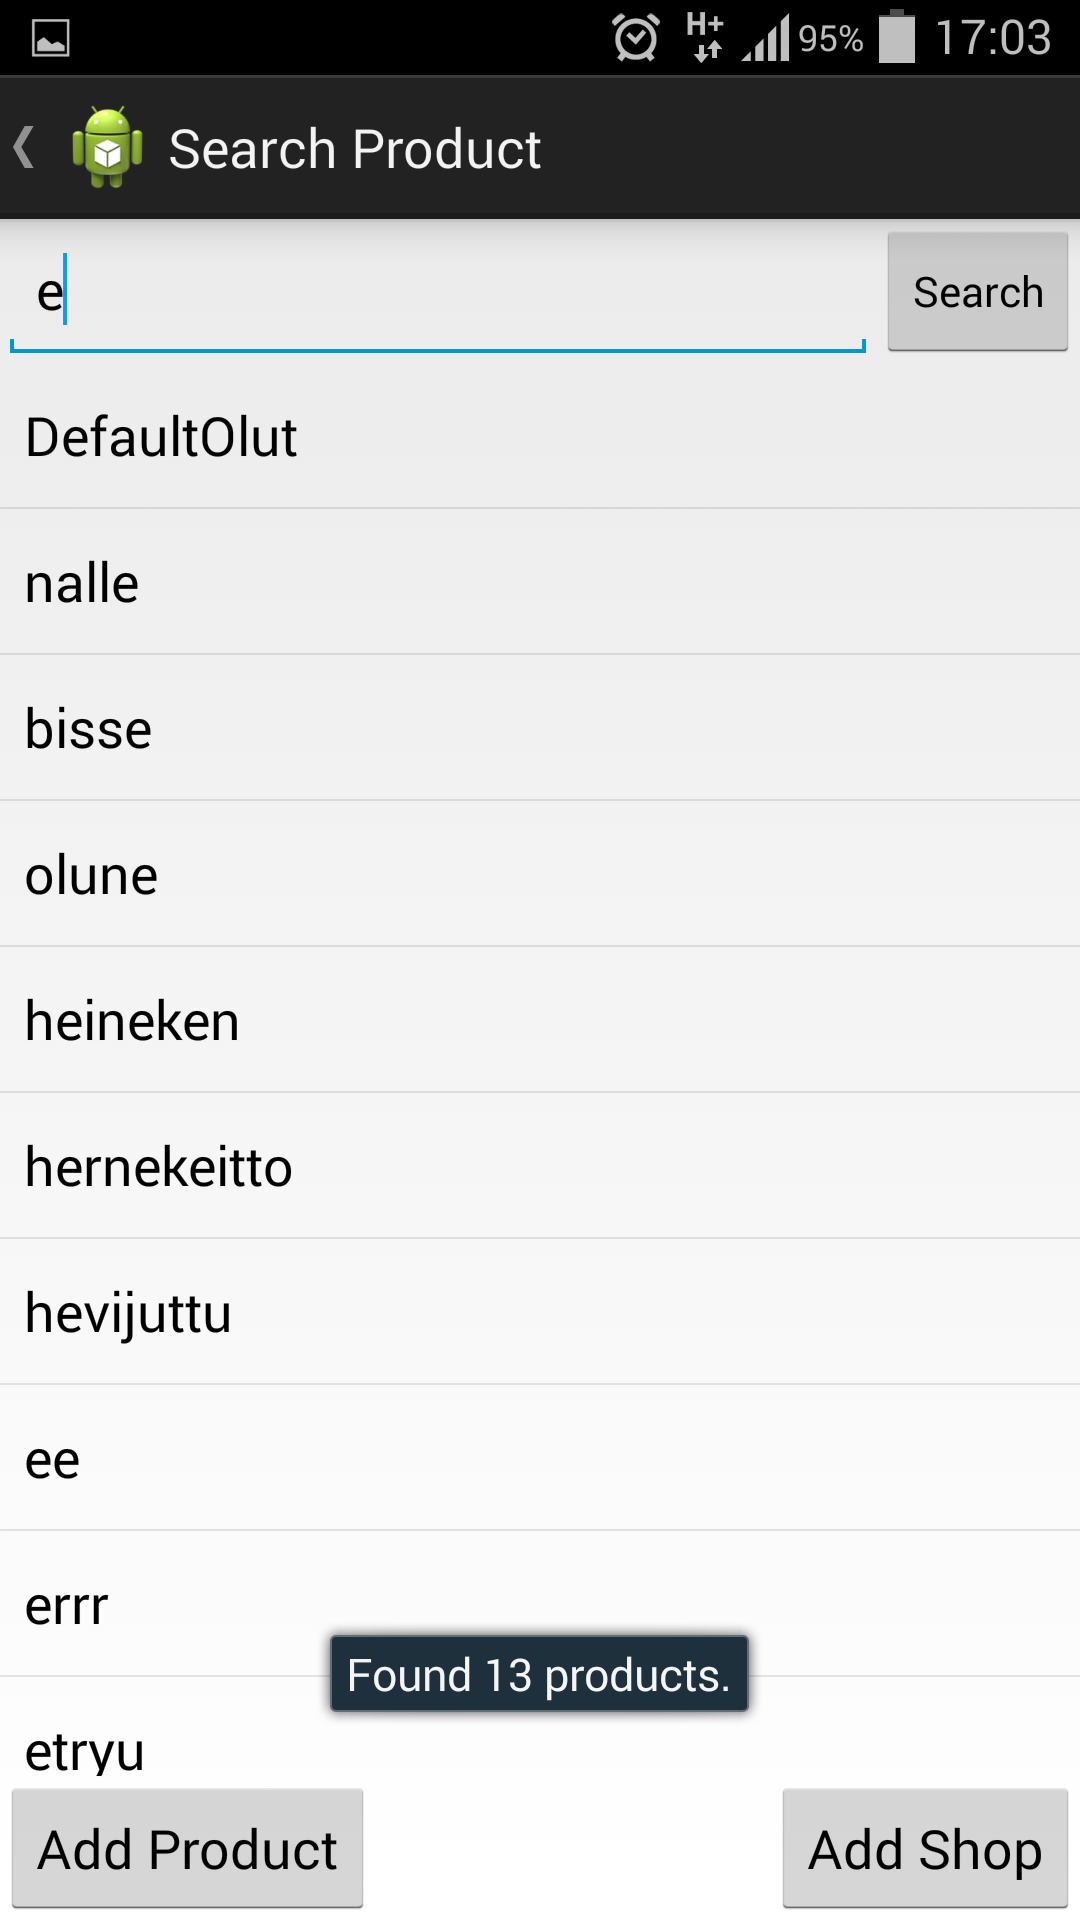 H+ 95% 17:03
Search Product
e
Search
DefaultOlut
nalle
bisse
olune
heineken
hernekeitto
hevijuttu
ee
errr
Found 13 products.
etryu
Add Product
Add Shop